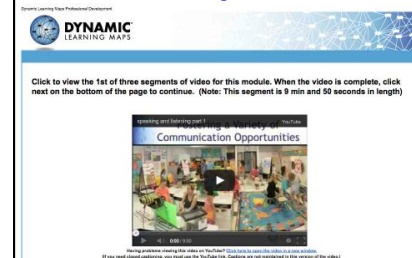 Dynamic Learning Maps Professional Development
DYNAMIC
LEARNING MAPS
Click to view the 1st of three segments of video for this module. When the video is complete, click
next on the bottom of the page to continue. (Note: This segment is 9 min and 50 seconds in length)
speaking and listening part 1
YouTube
Fostering a Variety of
Communication Opportunities
0:00 / 9:50
Having problems viewing this video on YouTube? Click here to open the video in a new window.
(If you need closed captioning, you must use the YouTube link. Captions are not maintained in this version of the video.)